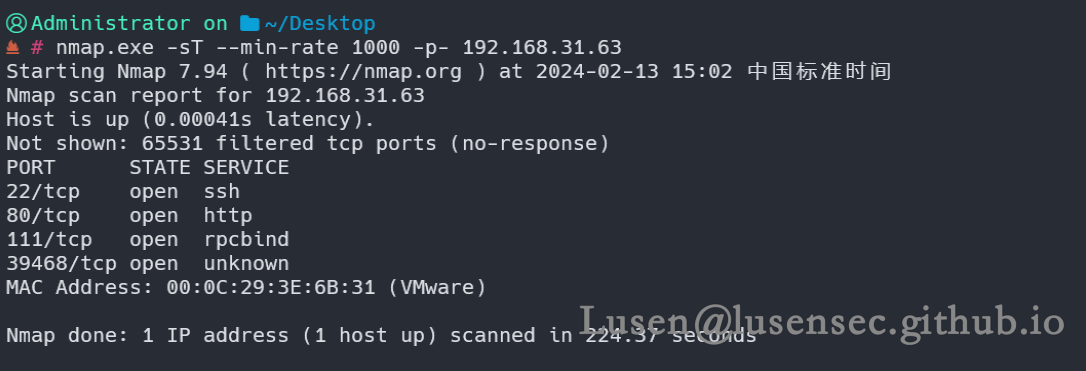 Administrator on ~/Desktop
# nmap.exe -sT --min-rate 1000 -p- 192.168.31.63
Starting Nmap 7.94 ( https://nmap.org ) at 2024-02-13 15:02 中国标准时间
Nmap scan report for 192.168.31.63
Host is up (0.00041s latency).
Not shown: 65531 filtered tcp ports (no-response)
PORT STATE SERVICE
22/tcp open ssh
80/tcp open http
111/tcp open rpcbind
39468/tcp open unknown
MAC Address: 00:0C:29:3E:6B:31 (VMware)
Lusen@lusensec.github.io
Nmap done: 1 IP address (1 host up) scanned in 224.37 seconds